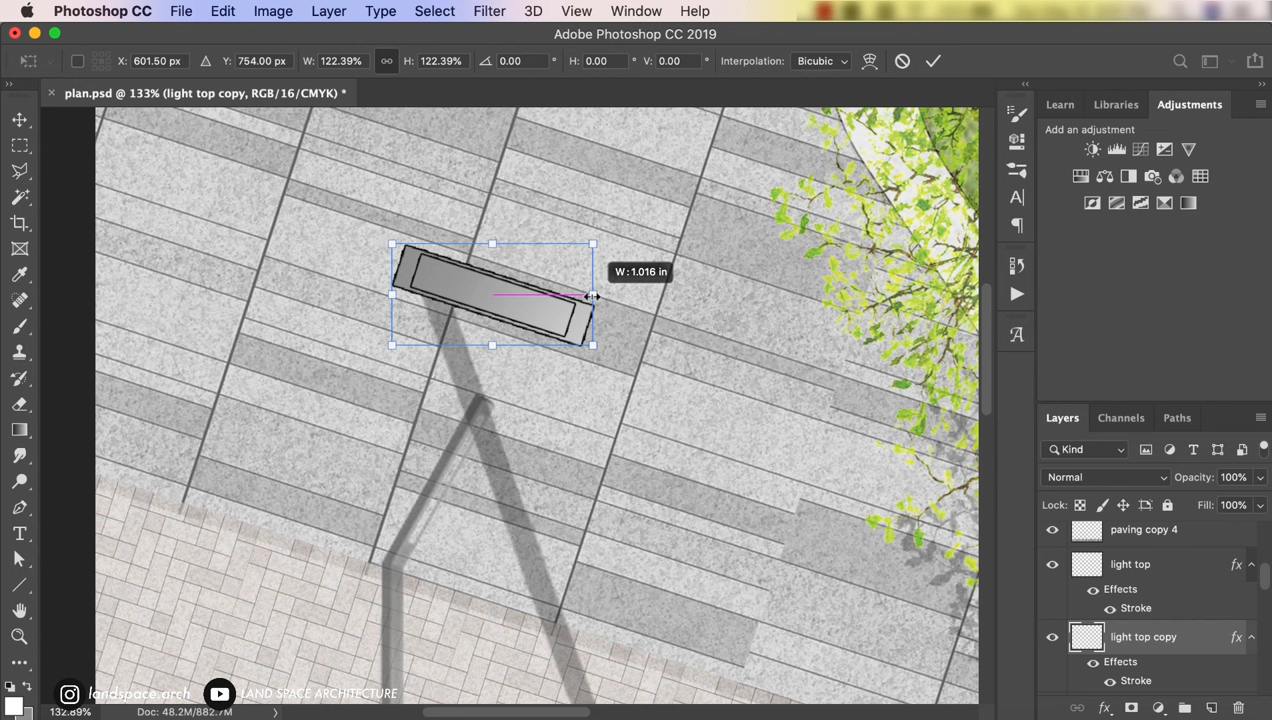 Photoshop CC File Edit Image Layer Type Select Filter 3D View Window Help
Adobe Photoshop CC 2019
X: 601.50 px Y: 754.00 px W: 122.39% H: 122.39% 0.00 ° H: 0.00 ° V: 0.00 ° Interpolation: Bicubic
plan.psd @ 133% (light top copy, RGB/16/CMYK) *
Learn Libraries Adjustments
Add an adjustment
W: 1.016 in
Layers Channels Paths
Kind
Normal Opacity: 100%
Lock: Fill: 100%
paving copy 4
light top fx
Effects
Stroke
light top copy fx
Effects
Stroke
landspace.arch LAND SPACE ARCHITECTURE
132.89% Doc: 48.2M/882.7M
fx